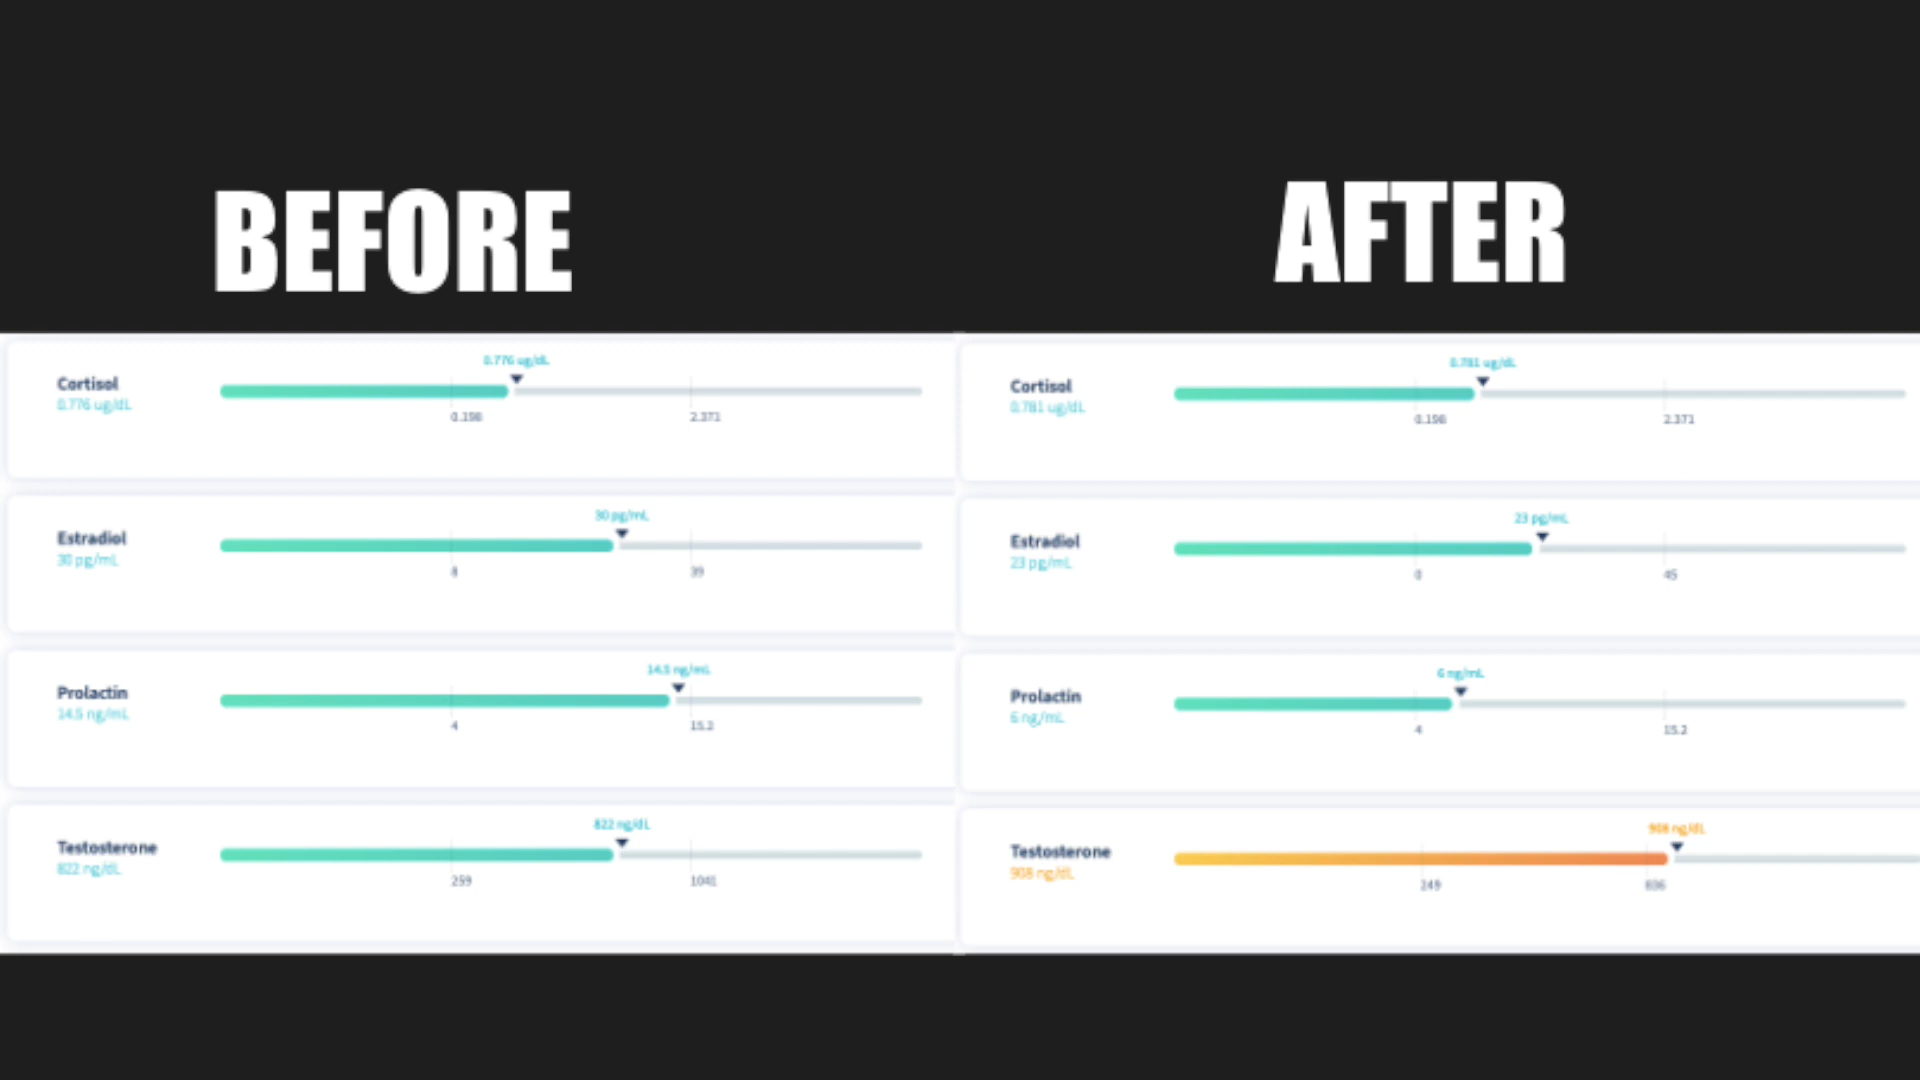 BEFORE
AFTER
0.776 ug/dL
Cortisol
0.776 ug/dL
0.198
2.371
30 pg/mL
Estradiol
30 pg/mL
8
39
14.5 ng/mL
Prolactin
14.5 ng/mL
4
15.2
822 ng/dL
Testosterone
822 ng/dL
259
1041
0.781 ug/dL
Cortisol
0.781 ug/dL
0.198
2.371
23 pg/mL
Estradiol
23 pg/mL
0
45
6 ng/mL
Prolactin
6 ng/mL
4
15.2
908 ng/dL
Testosterone
908 ng/dL
249
836